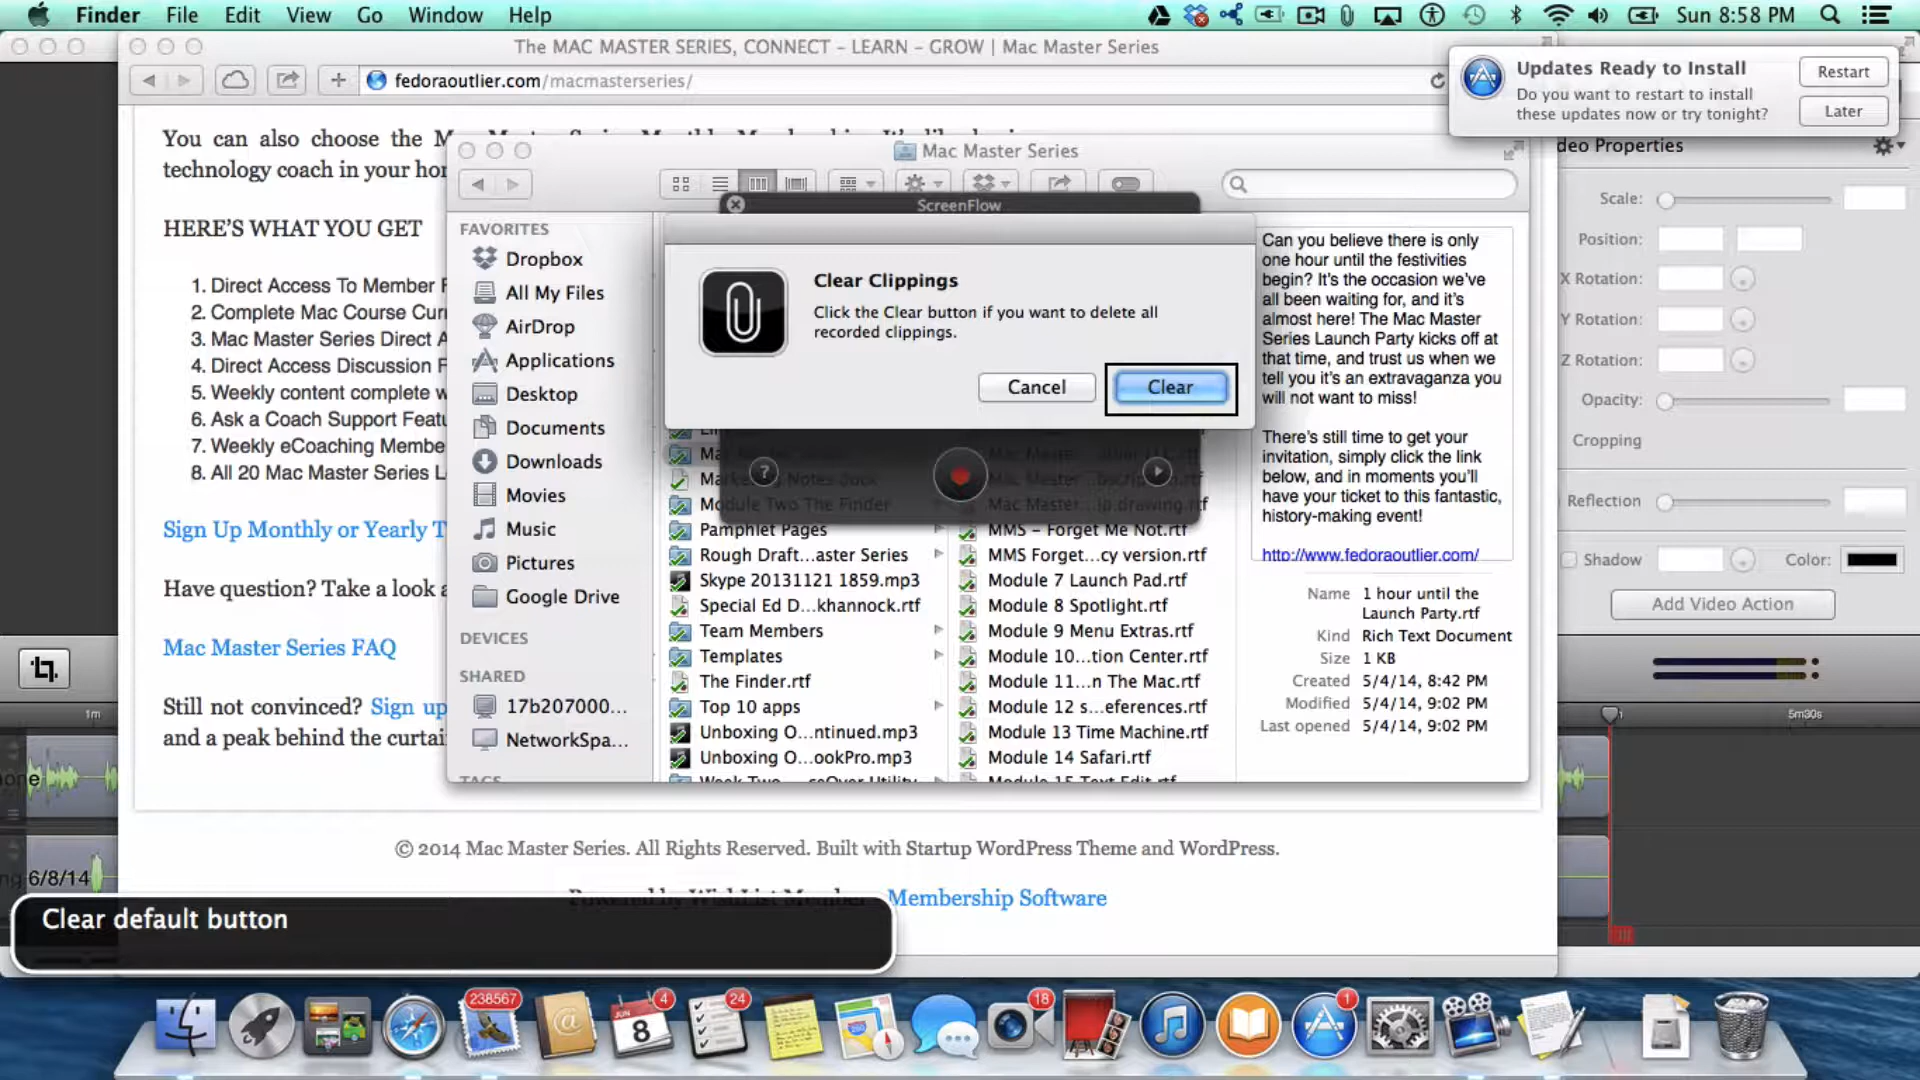 Finder File Edit View Go Window Help
Sun 8:58 PM
The MAC MASTER SERIES, CONNECT – LEARN – GROW | Mac Master Series
fedoraoutlier.com/macmasterseries/
Updates Ready to Install
Do you want to restart to install
these updates now or try tonight?
Restart
Later
You can also choose the
technology coach in your
HERE'S WHAT YOU GET
1. Direct Access To Member
2. Complete Mac Course
3. Mac Master Series Direct
4. Direct Access Discussion
5. Weekly content complete
6. Ask a Coach Support
7. Weekly eCoaching
8. All 20 Mac Master Series
Sign Up Monthly or Yearly
Have question? Take a look
Mac Master Series FAQ
Still not convinced? Sign up
and a peak behind the
© 2014 Mac Master Series. All Rights Reserved. Built with Startup WordPress Theme and WordPress.
Membership Software
Mac Master Series
FAVORITES
Dropbox
All My Files
AirDrop
Applications
Desktop
Documents
Downloads
Movies
Music
Pictures
Google Drive
DEVICES
SHARED
17b207000...
NetworkSpa...
ScreenFlow
Clear Clippings
Click the Clear button if you want to delete all
recorded clippings.
Cancel
Clear
?
Module Two The Finder
Pamphlet Pages
Rough Draft...aster Series
Skype 20131121 1859.mp3
Special Ed D...khannock.rtf
Team Members
Templates
The Finder.rtf
Top 10 apps
Unboxing O...ntinued.mp3
Unboxing O...ookPro.mp3
MMS – Forget Me Not.rtf
MMS Forget...cy version.rtf
Module 7 Launch Pad.rtf
Module 8 Spotlight.rtf
Module 9 Menu Extras.rtf
Module 10...tion Center.rtf
Module 11...n The Mac.rtf
Module 12 s...eferences.rtf
Module 13 Time Machine.rtf
Module 14 Safari.rtf
Module 15 Text Edit.rtf
Can you believe there is only
one hour until the festivities
begin? It's the occasion we've
all been waiting for, and it's
almost here! The Mac Master
Series Launch Party kicks off at
that time, and trust us when we
tell you it's an extravaganza you
will not want to miss!
There's still time to get your
invitation, simply click the link
below, and in moments you'll
have your ticket to this fantastic,
history-making event!
http://www.fedoraoutlier.com/
Name 1 hour until the
Launch Party.rtf
Kind Rich Text Document
Size 1 KB
Created 5/4/14, 8:42 PM
Modified 5/4/14, 9:02 PM
Last opened 5/4/14, 9:02 PM
deo Properties
Scale:
Position:
X Rotation:
Y Rotation:
Z Rotation:
Opacity:
Cropping
Reflection
Shadow
Color:
Add Video Action
1m
5m30s
6/8/14
Clear default button
238567
4
JUN
8
24
18
1